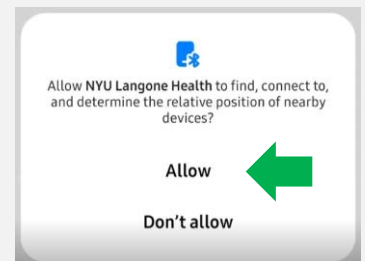 Allow NYU Langone Health to find, connect to,
and determine the relative position of nearby
devices?
Allow
Don't allow